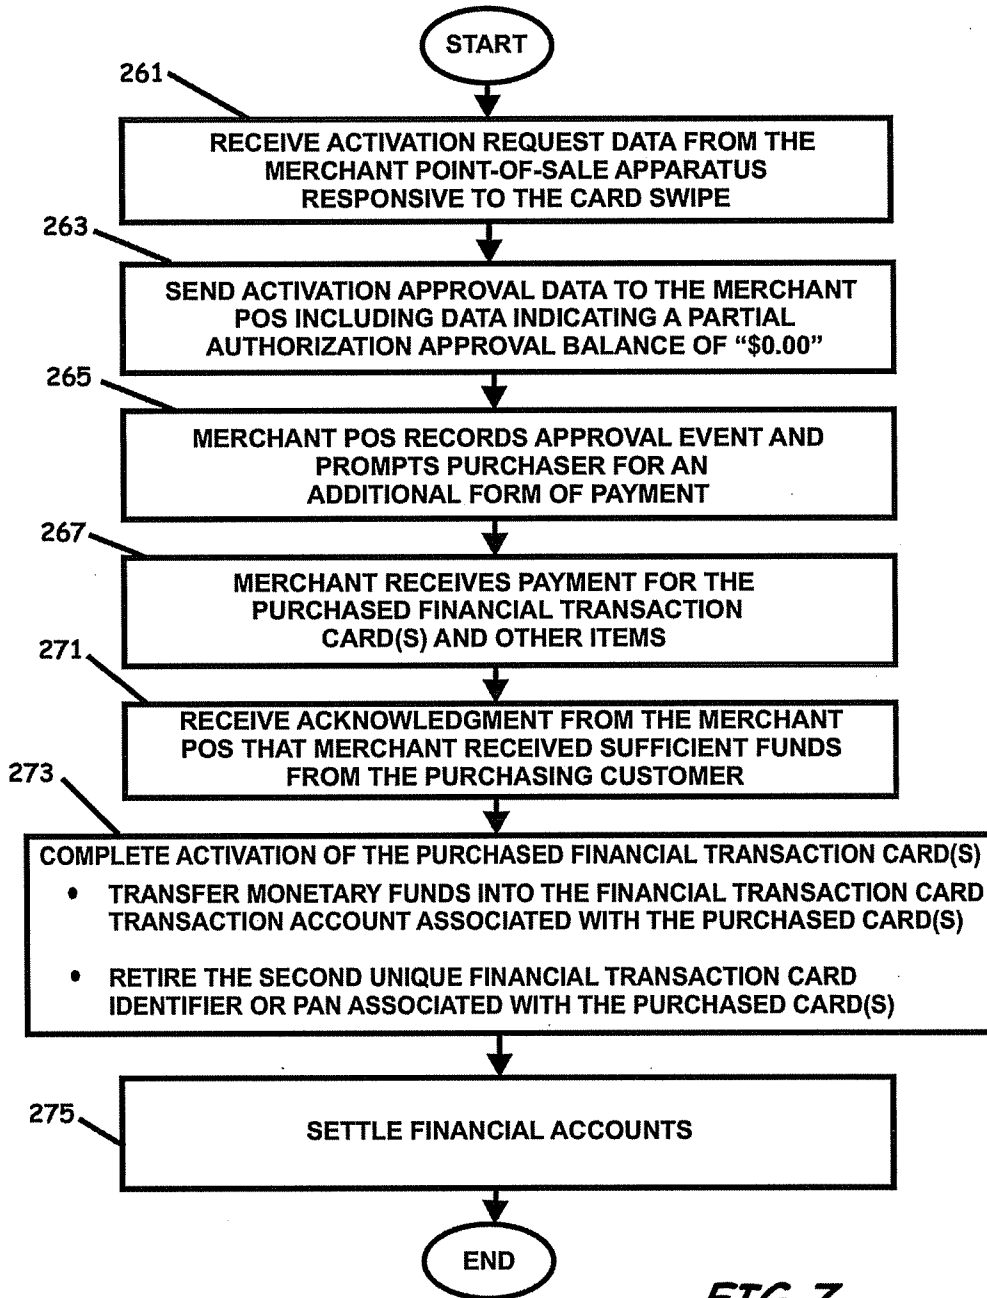 START
261
RECEIVE ACTIVATION REQUEST DATA FROM THE
MERCHANT POINT-OF-SALE APPARATUS
RESPONSIVE TO THE CARD SWIPE
263
SEND ACTIVATION APPROVAL DATA TO THE MERCHANT
POS INCLUDING DATA INDICATING A PARTIAL
AUTHORIZATION APPROVAL BALANCE OF “$0.00”
265
MERCHANT POS RECORDS APPROVAL EVENT AND
PROMPTS PURCHASER FOR AN
ADDITIONAL FORM OF PAYMENT
267
MERCHANT RECEIVES PAYMENT FOR THE
PURCHASED FINANCIAL TRANSACTION
CARD(S) AND OTHER ITEMS
271
RECEIVE ACKNOWLEDGMENT FROM THE MERCHANT
POS THAT MERCHANT RECEIVED SUFFICIENT FUNDS
FROM THE PURCHASING CUSTOMER
273
COMPLETE ACTIVATION OF THE PURCHASED FINANCIAL TRANSACTION CARD(S)
• TRANSFER MONETARY FUNDS INTO THE FINANCIAL TRANSACTION CARD
TRANSACTION ACCOUNT ASSOCIATED WITH THE PURCHASED CARD(S)
• RETIRE THE SECOND UNIQUE FINANCIAL TRANSACTION CARD
IDENTIFIER OR PAN ASSOCIATED WITH THE PURCHASED CARD(S)
275
SETTLE FINANCIAL ACCOUNTS
END